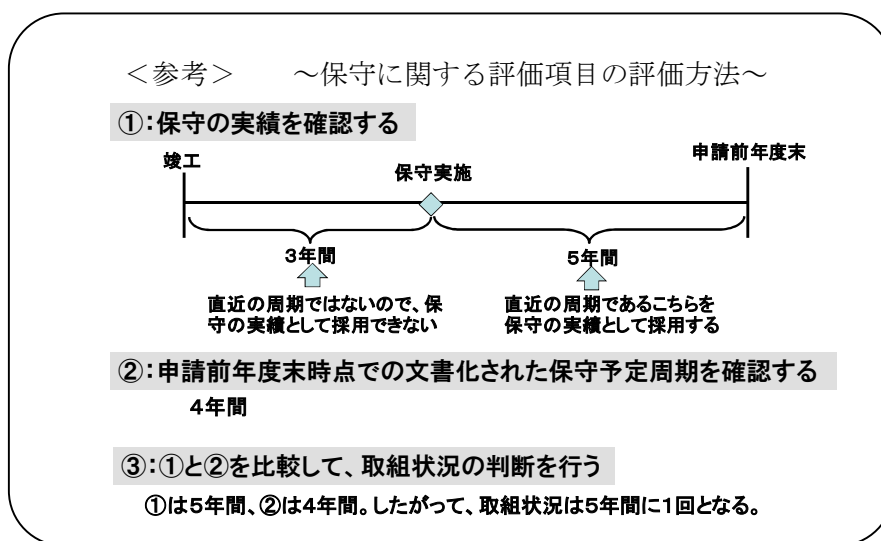 ＜参考＞　　～保守に関する評価項目の評価方法～
①：保守の実績を確認する
竣工
保守実施
申請前年度末
3年間
5年間
直近の周期ではないので、保
守の実績として採用できない
直近の周期であるこちらを
保守の実績として採用する
②：申請前年度末時点での文書化された保守予定周期を確認する
4年間
③：①と②を比較して、取組状況の判断を行う
①は5年間、②は4年間。したがって、取組状況は5年間に1回となる。